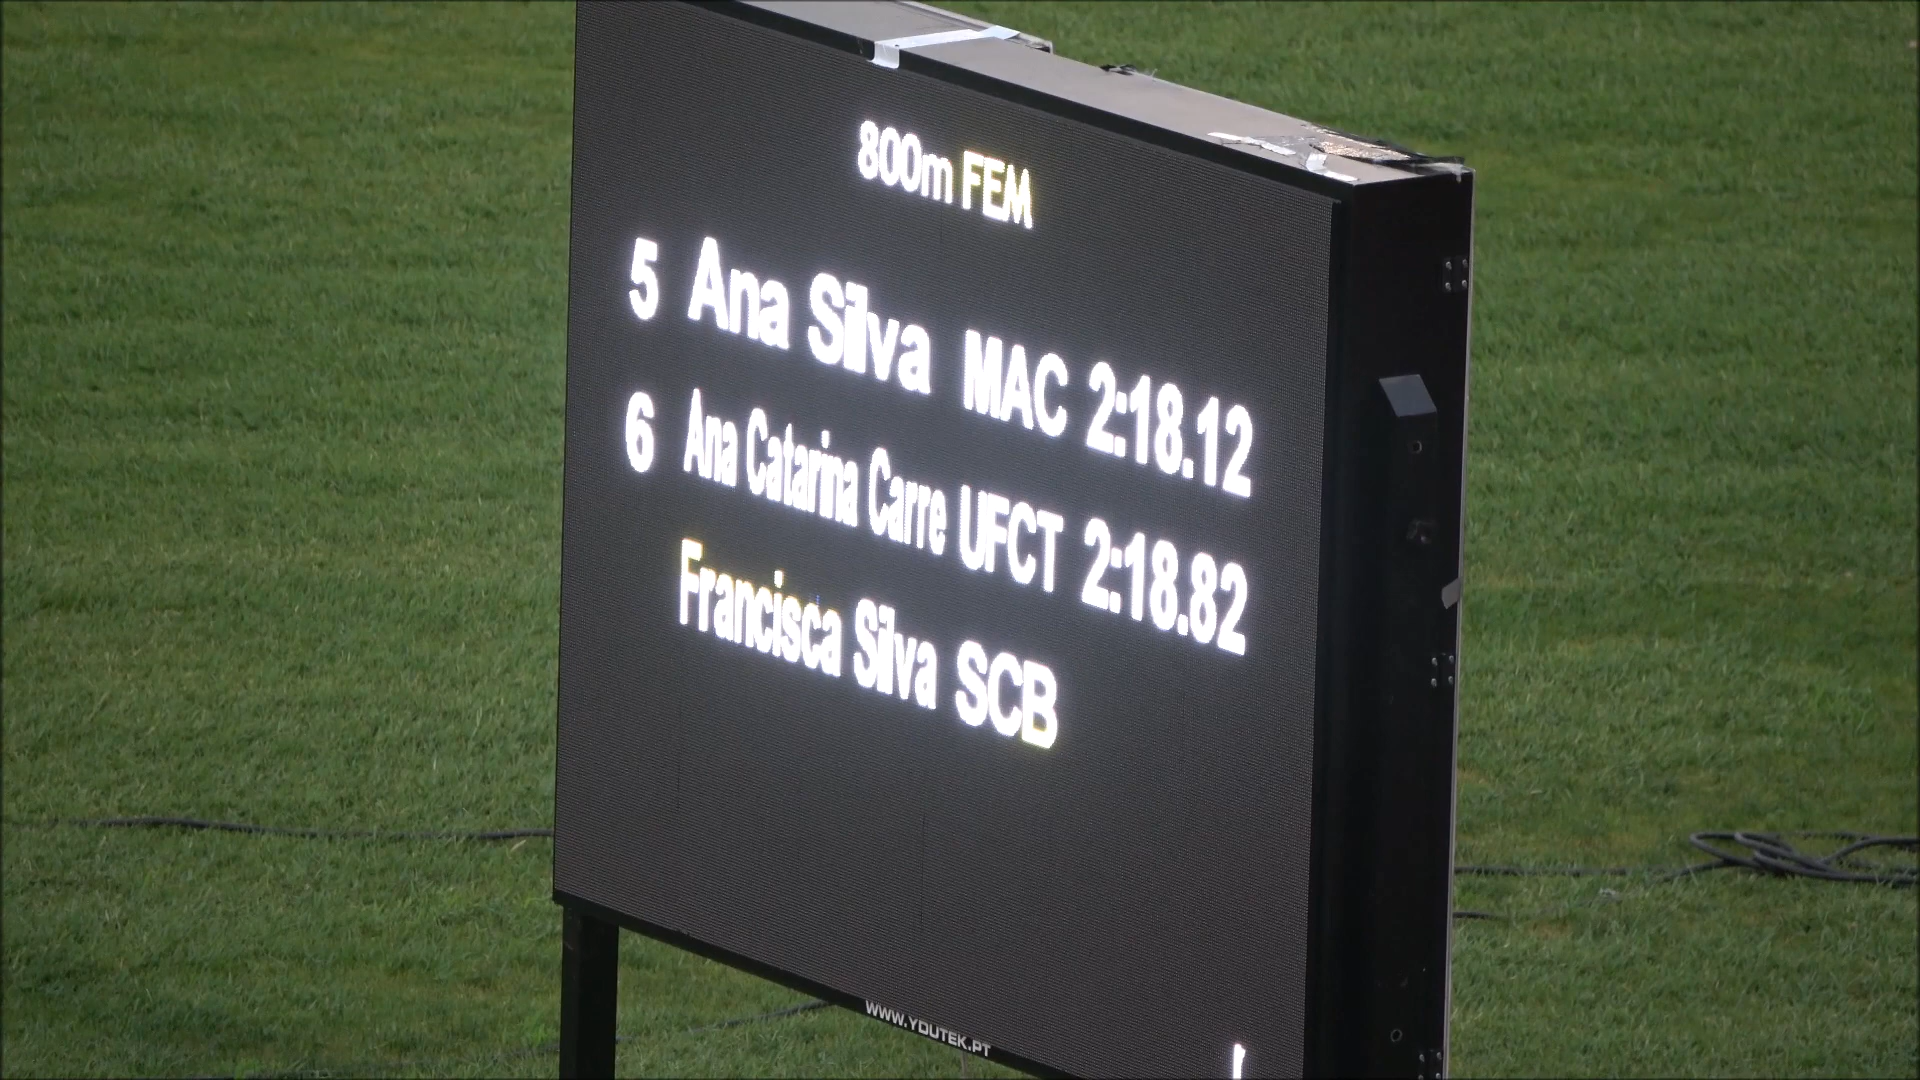 800m FEM
5 Ana Silva MAC 2:18.12
6 Ana Catarina Carre UFCT 2:18.82
Francisca Silva SCB
WWW.YOUTEK.PT